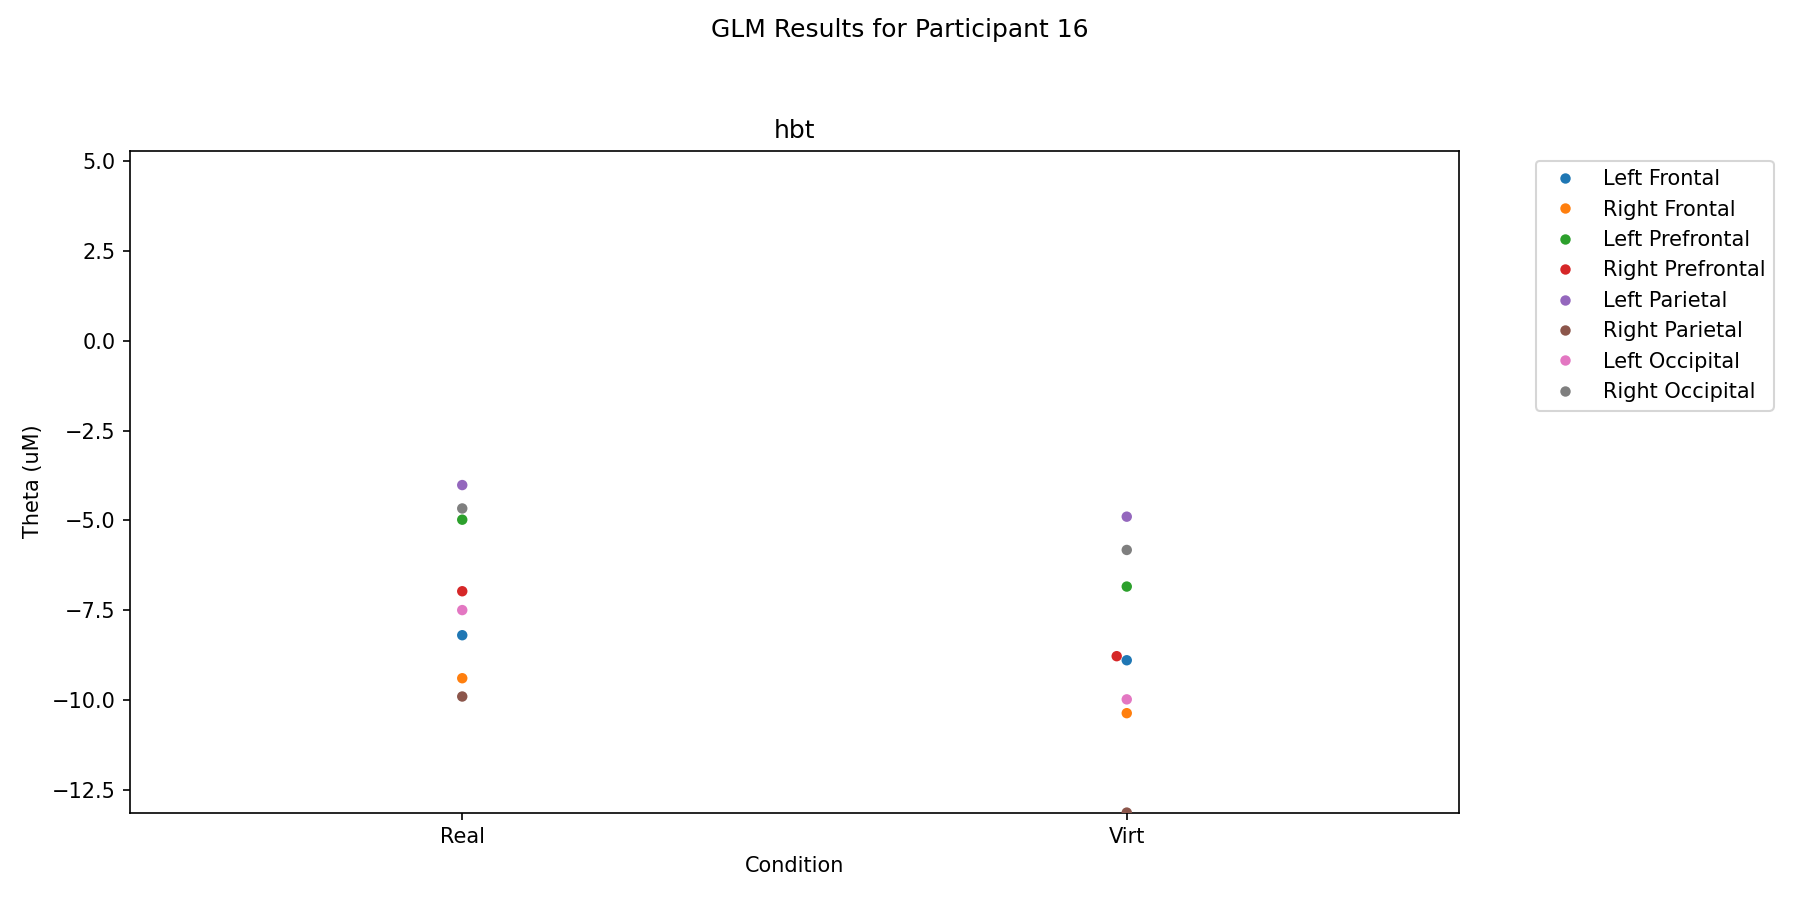 GLM Results for Participant 16
hbt
5.0
2.5
0.0
−2.5
−5.0
−7.5
−10.0
−12.5
Theta (uM)
Real
Virt
Condition
Left Frontal
Right Frontal
Left Prefrontal
Right Prefrontal
Left Parietal
Right Parietal
Left Occipital
Right Occipital